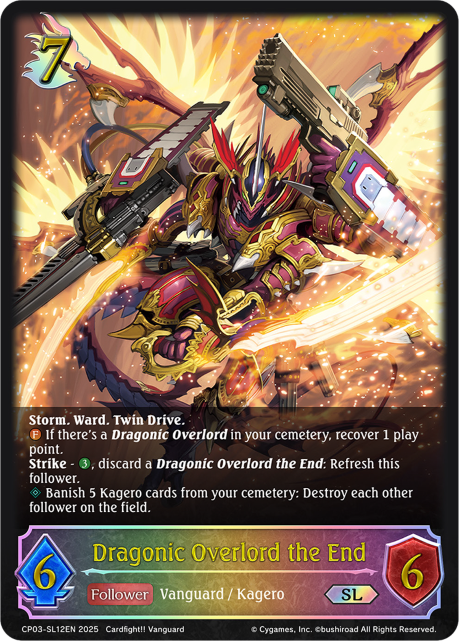 7
Storm. Ward. Twin Drive.
F If there's a Dragonic Overlord in your cemetery, recover 1 play
point.
Strike - 3, discard a Dragonic Overlord the End: Refresh this
follower.
Banish 5 Kagero cards from your cemetery: Destroy each other
follower on the field.
Dragonic Overlord the End
6
Follower Vanguard / Kagero
SL
6
CP03-SL12EN 2025 Cardfight!! Vanguard © Cygames, Inc. ©bushiroad All Rights Reserved.